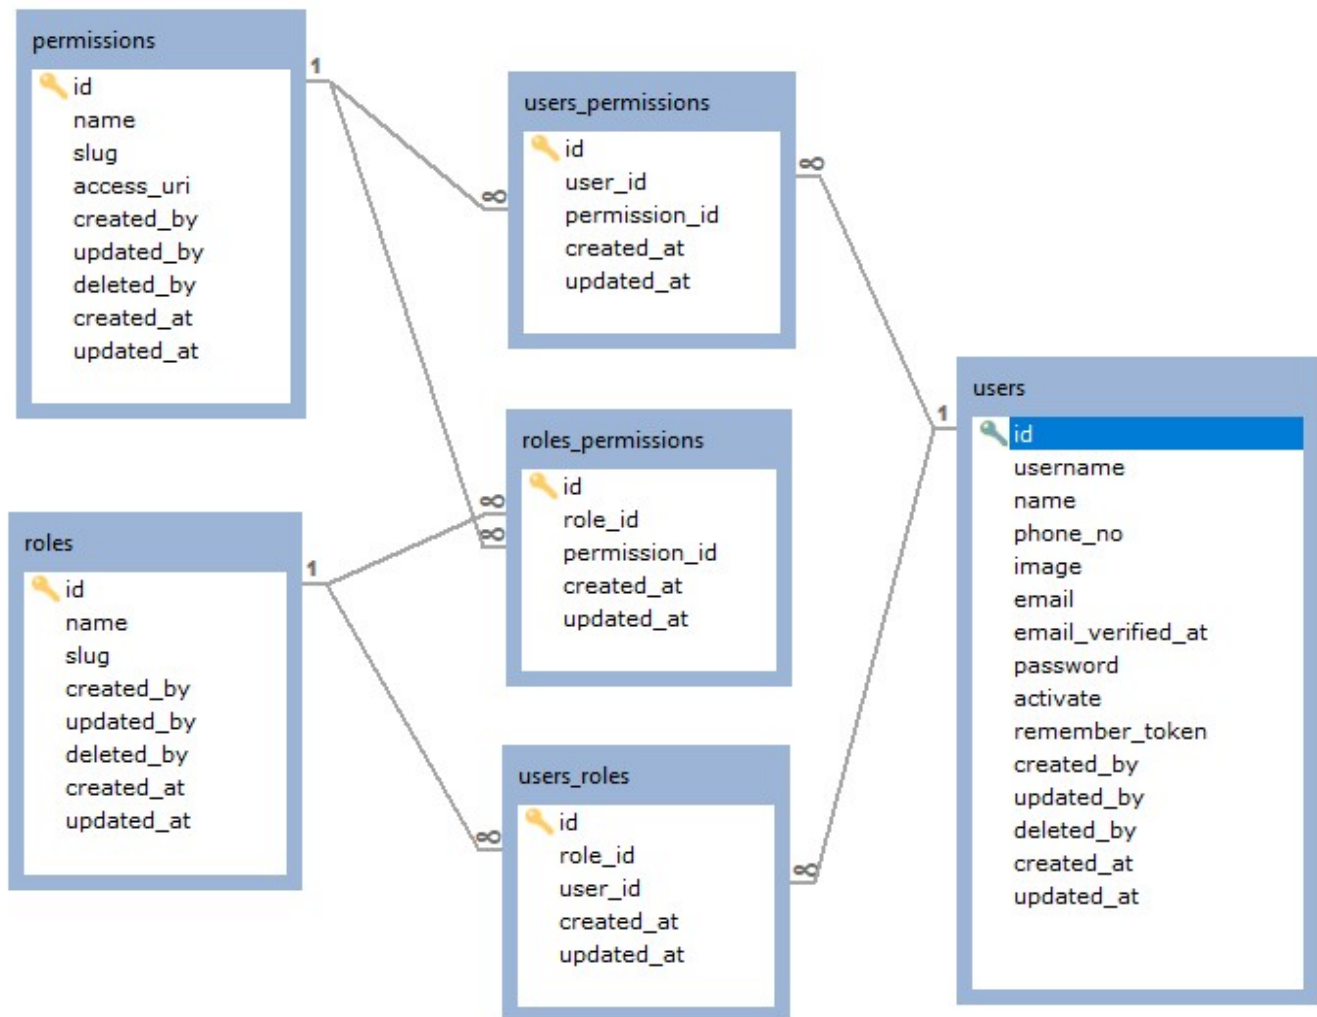 permissions
id
name
slug
access_uri
created_by
updated_by
deleted_by
created_at
updated_at
1
∞
∞
users_permissions
id
user_id
permission_id
created_at
updated_at
∞
roles_permissions
id
role_id
permission_id
created_at
updated_at
∞
roles
id
name
slug
created_by
updated_by
deleted_by
created_at
updated_at
1
∞
users_roles
id
role_id
user_id
created_at
updated_at
∞
users
1
id
username
name
phone_no
image
email
email_verified_at
password
activate
remember_token
created_by
updated_by
deleted_by
created_at
updated_at